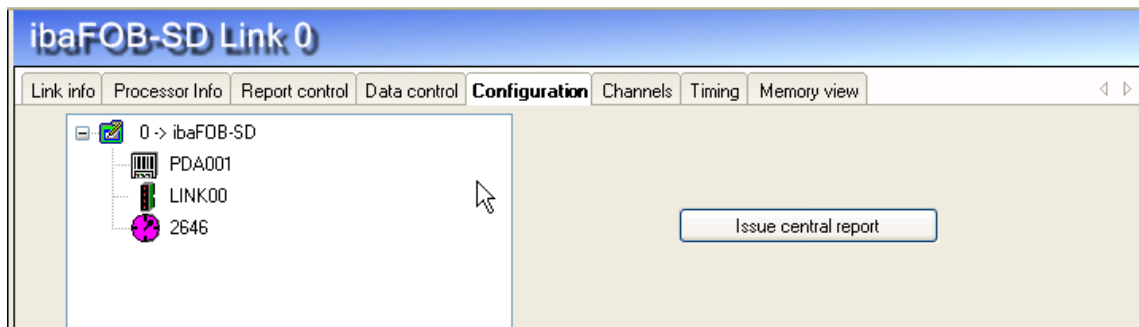 ibaFOB-SD Link 0
Link info Processor Info Report control Data control Configuration Channels Timing Memory view
0 -> ibaFOB-SD
PDA001
LINK00
2646
Issue central report